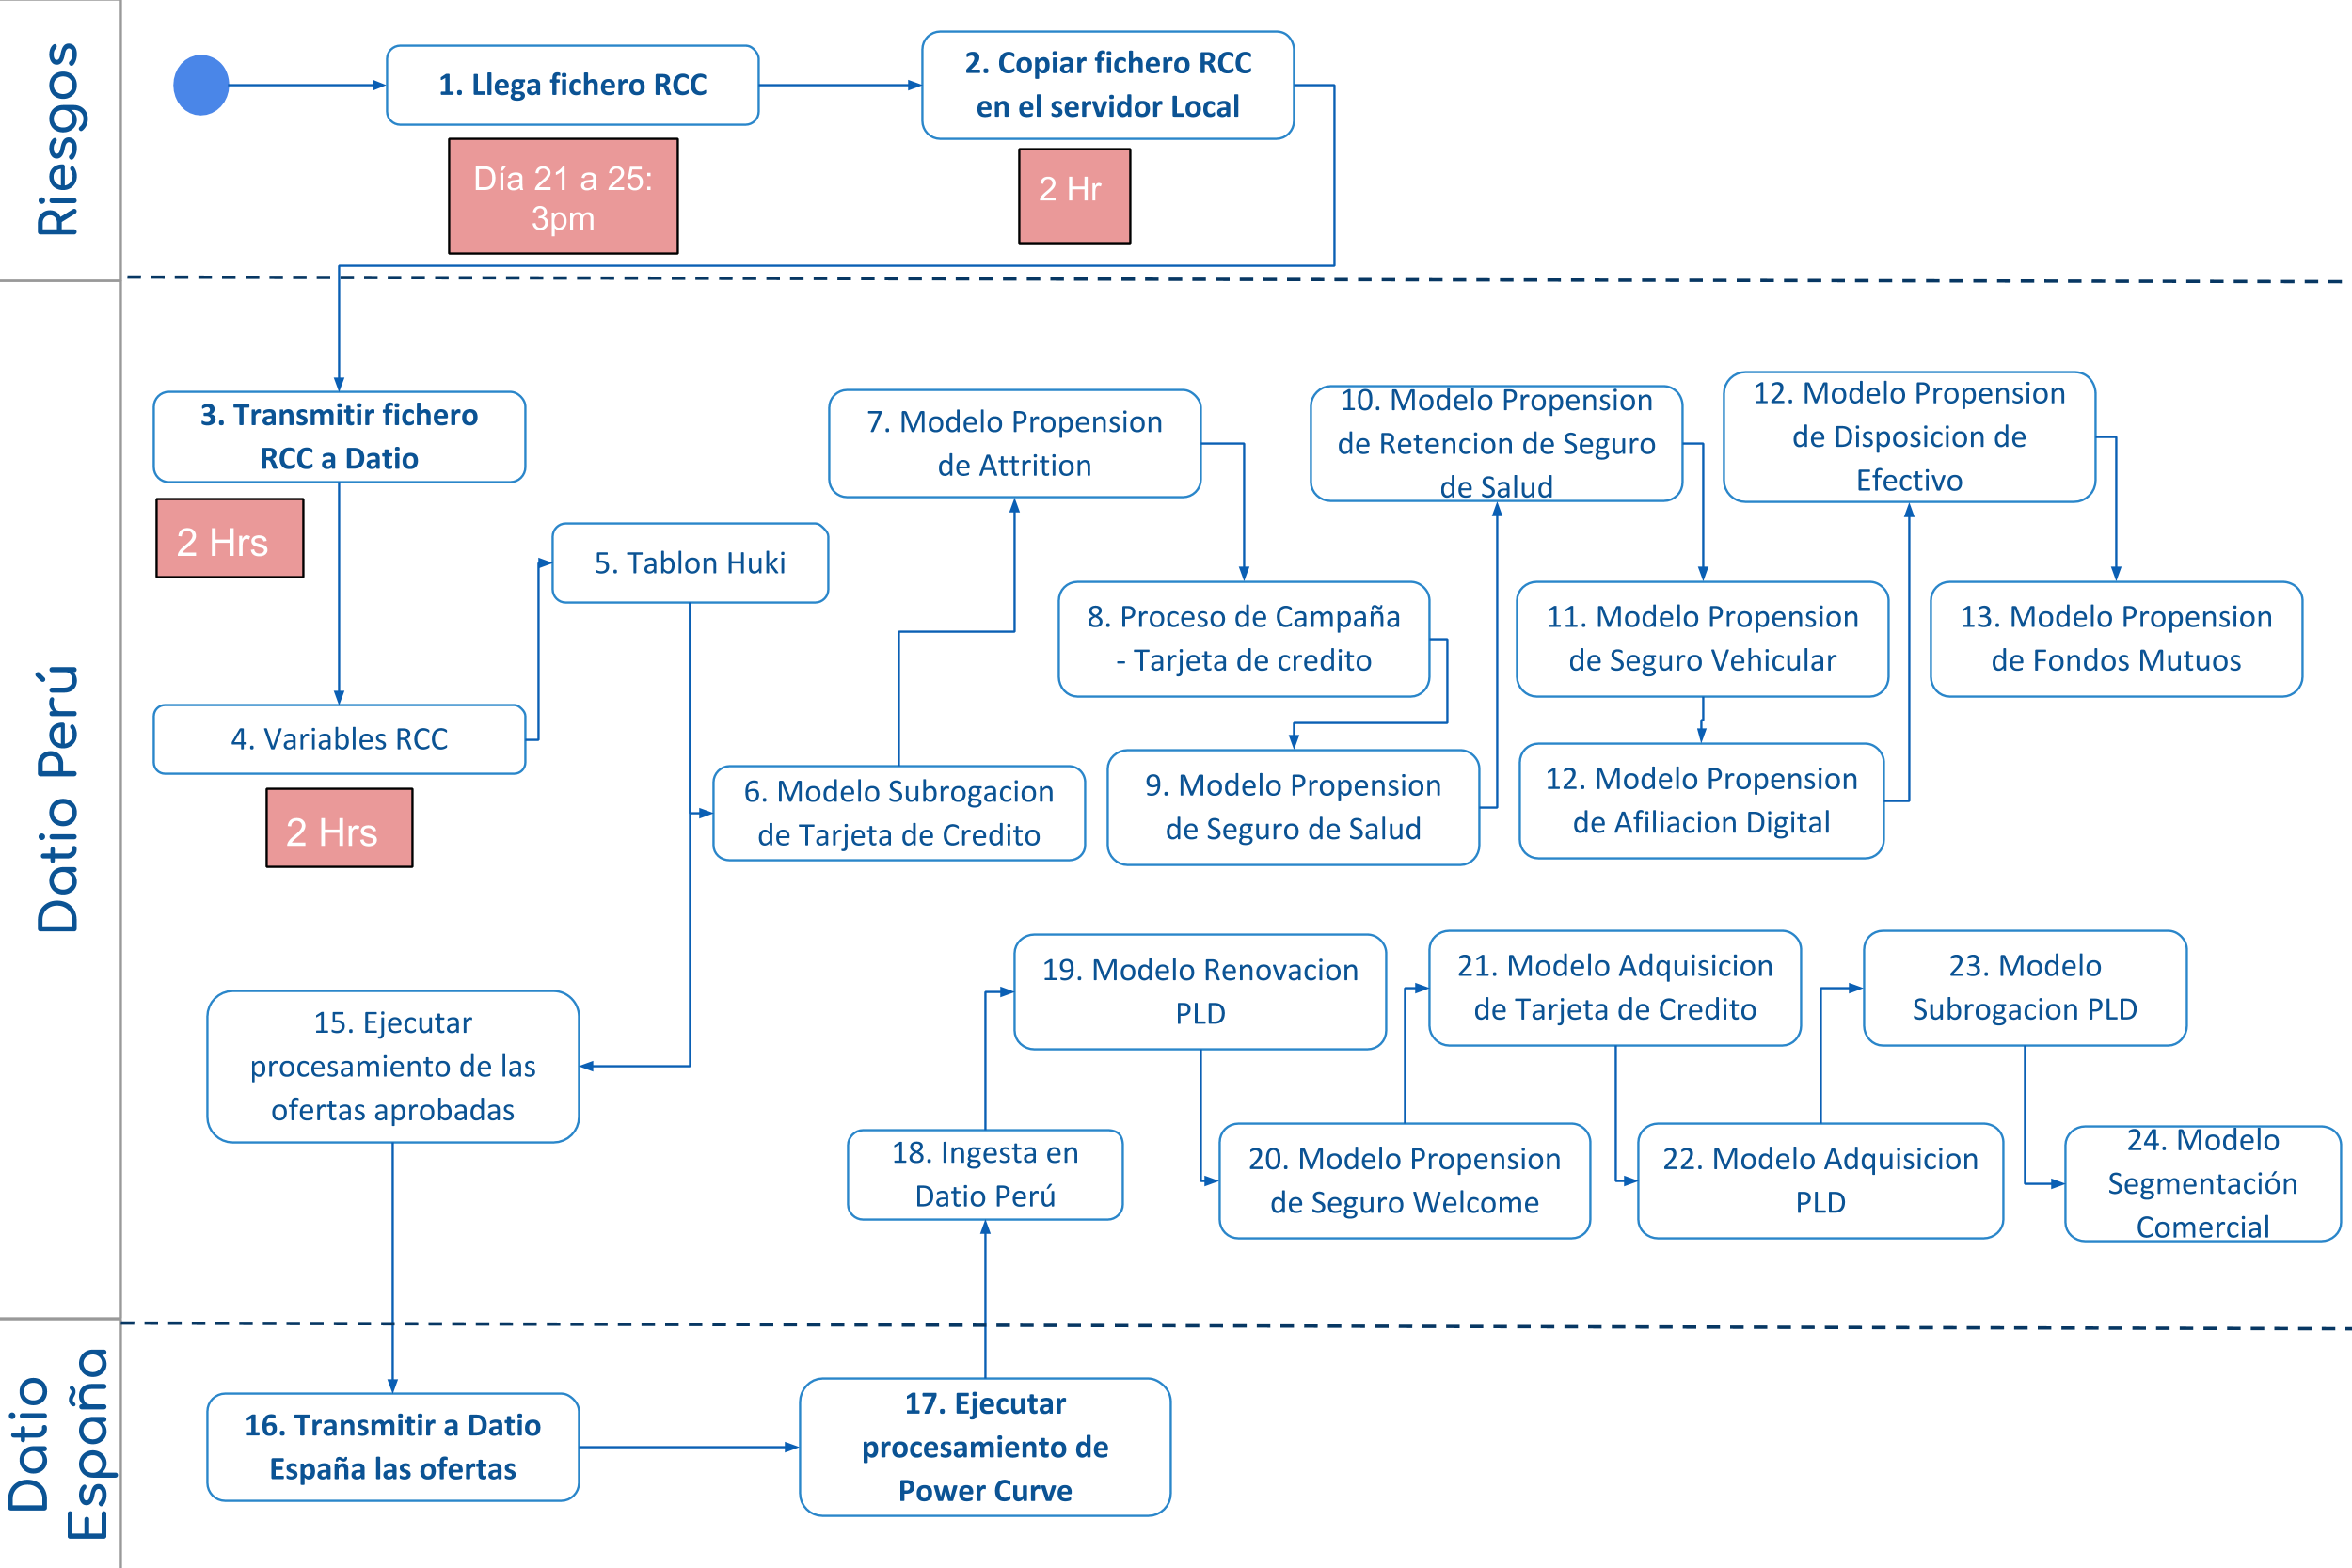 Riesgos
1. Llega fichero RCC
2. Copiar fichero RCC
en el servidor Local
Día 21 a 25:
3pm
2 Hr
Datio Perú
3. Transmitir fichero
RCC a Datio
2 Hrs
4. Variables RCC
2 Hrs
5. Tablon Huki
6. Modelo Subrogacion
de Tarjeta de Credito
7. Modelo Propension
de Attrition
8. Proceso de Campaña
- Tarjeta de credito
9. Modelo Propension
de Seguro de Salud
10. Modelo Propension
de Retencion de Seguro
de Salud
11. Modelo Propension
de Seguro Vehicular
12. Modelo Propension
de Afiliacion Digital
12. Modelo Propension
de Disposicion de
Efectivo
13. Modelo Propension
de Fondos Mutuos
15. Ejecutar
procesamiento de las
ofertas aprobadas
18. Ingesta en
Datio Perú
19. Modelo Renovacion
PLD
20. Modelo Propension
de Seguro Welcome
21. Modelo Adquisicion
de Tarjeta de Credito
22. Modelo Adquisicion
PLD
23. Modelo
Subrogacion PLD
24. Modelo
Segmentación
Comercial
Datio
España
16. Transmitir a Datio
España las ofertas
17. Ejecutar
procesamiento de
Power Curve